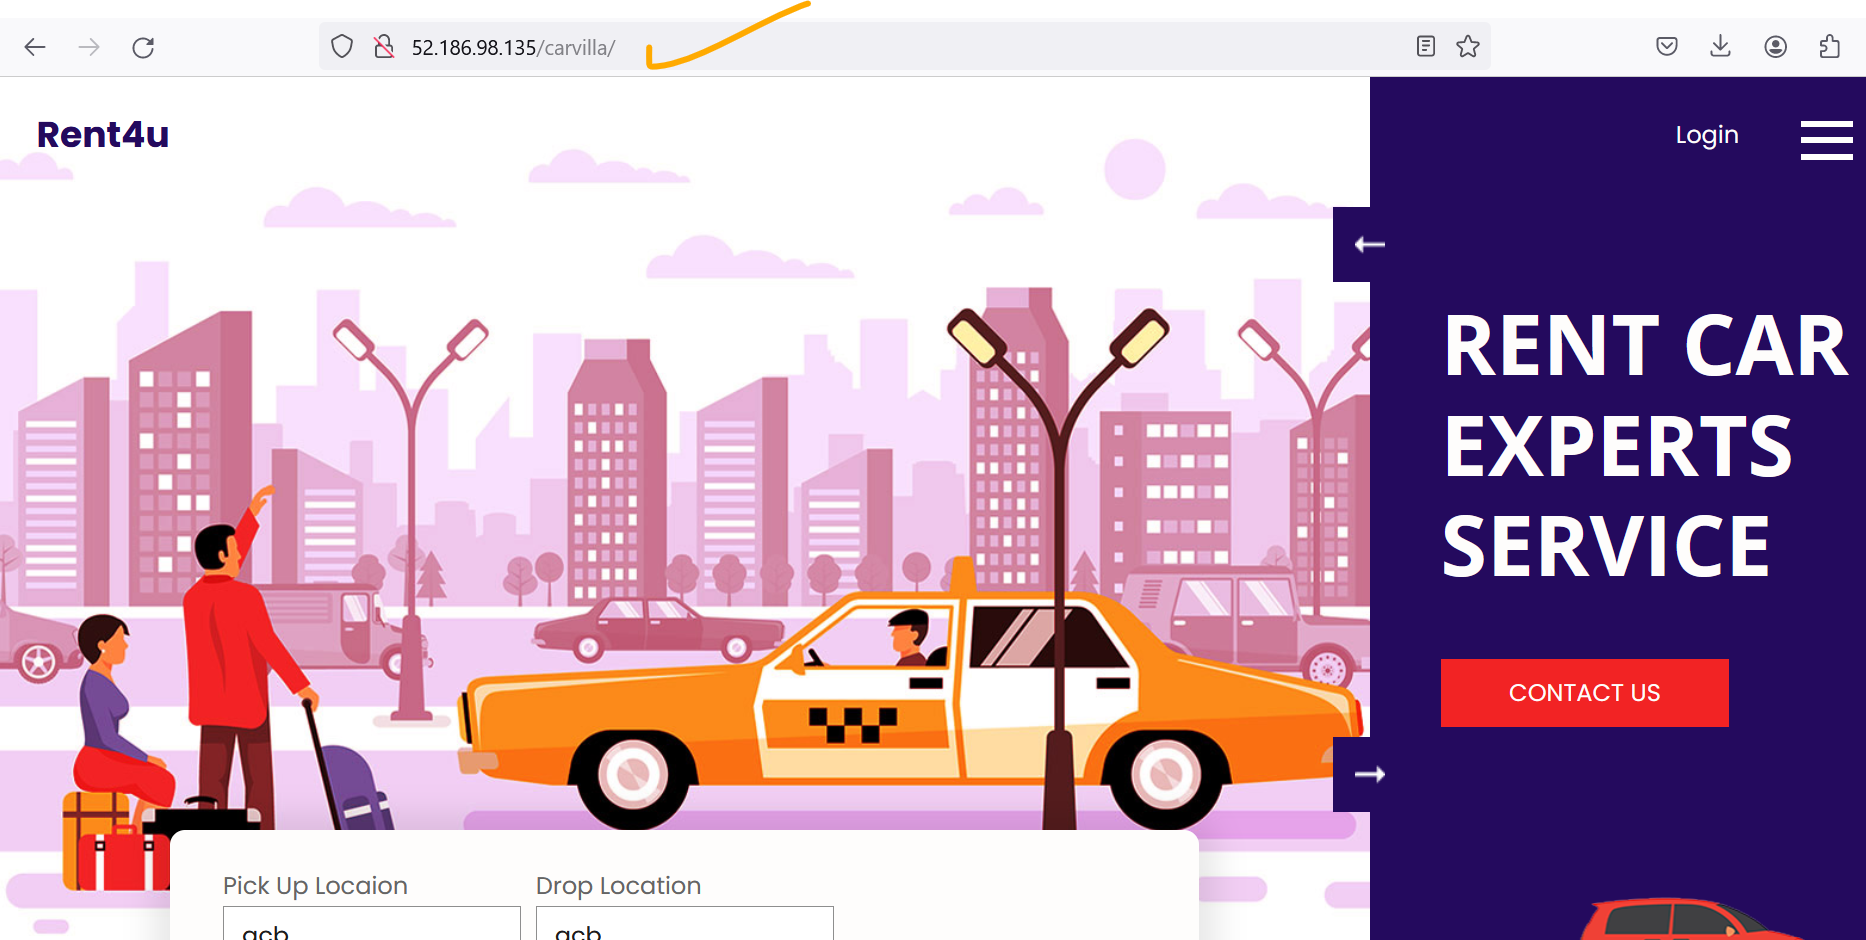 52.186.98.135/carvilla/
Rent4u
Login
RENT CAR
EXPERTS
SERVICE
CONTACT US
Pick Up Locaion
Drop Location
acb
acb